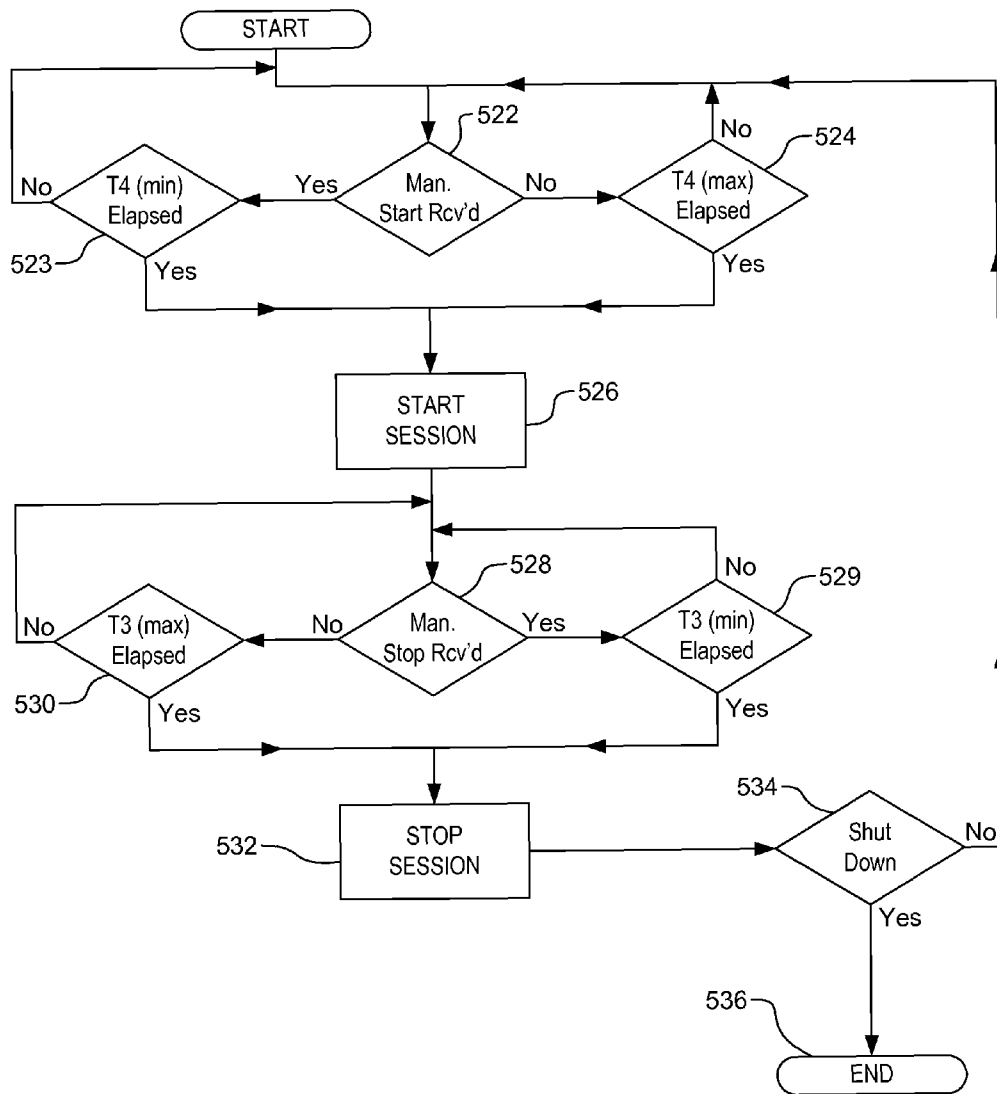 START
522
524
No
No
T4 (min)
Elapsed
Yes
Man.
Start Rcv'd
No
T4 (max)
Elapsed
523
Yes
Yes
START
SESSION
526
528
529
No
No
T3 (max)
Elapsed
No
Man.
Stop Rcv'd
Yes
T3 (min)
Elapsed
530
Yes
Yes
534
532
STOP
SESSION
Shut
Down
No
Yes
536
END